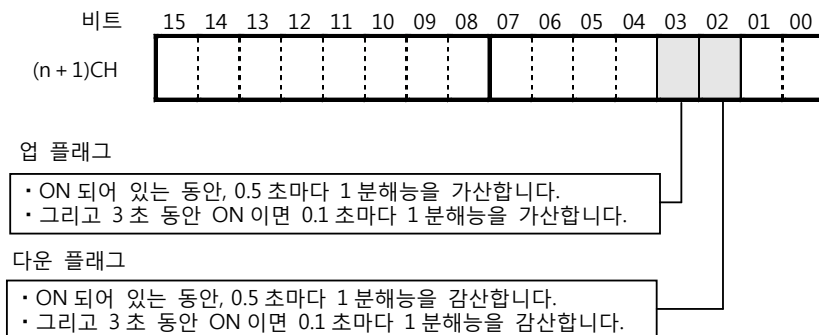 비트 15 14 13 12 11 10 09 08 07 06 05 04 03 02 01 00
(n + 1)CH
업 플래그
・ON 되어 있는 동안, 0.5 초마다 1 분해능을 가산합니다.
・그리고 3 초 동안 ON 이면 0.1 초마다 1 분해능을 가산합니다.
다운 플래그
・ON 되어 있는 동안, 0.5 초마다 1 분해능을 감산합니다.
・그리고 3 초 동안 ON 이면 0.1 초마다 1 분해능을 감산합니다.